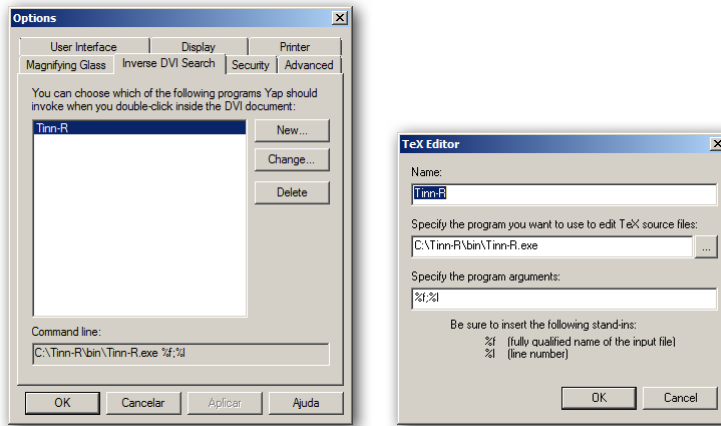 Options
User Interface Display Printer
Magnifying Glass Inverse DVI Search Security Advanced
You can choose which of the following programs Yap should
invoke when you double-click inside the DVI document:
Tinn-R
New...
Change...
Delete
Command line:
C:\Tinn-R\bin\Tinn-R.exe %f;%l
OK Cancelar Aplicar Ajuda
TeX Editor
Name:
Tinn-R
Specify the program you want to use to edit TeX source files:
C:\Tinn-R\bin\Tinn-R.exe ...
Specify the program arguments:
%f;%l
Be sure to insert the following stand-ins:
%f (fully qualified name of the input file)
%l (line number)
OK Cancel